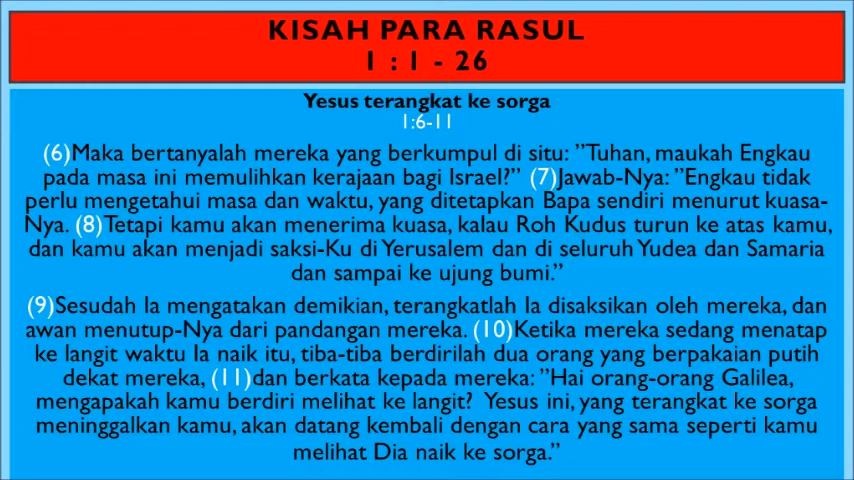 KISAH PARA RASUL
1 : 1 - 26
Yesus terangkat ke sorga
1:6-11
(6)Maka bertanyalah mereka yang berkumpul di situ: ”Tuhan, maukah Engkau
pada masa ini memulihkan kerajaan bagi Israel?” (7)Jawab-Nya: ”Engkau tidak
perlu mengetahui masa dan waktu, yang ditetapkan Bapa sendiri menurut kuasa-
Nya. (8)Tetapi kamu akan menerima kuasa, kalau Roh Kudus turun ke atas kamu,
dan kamu akan menjadi saksi-Ku di Yerusalem dan di seluruh Yudea dan Samaria
dan sampai ke ujung bumi.”
(9)Sesudah Ia mengatakan demikian, terangkatlah Ia disaksikan oleh mereka, dan
awan menutup-Nya dari pandangan mereka. (10)Ketika mereka sedang menatap
ke langit waktu Ia naik itu, tiba-tiba berdirilah dua orang yang berpakaian putih
dekat mereka, (11)dan berkata kepada mereka: ”Hai orang-orang Galilea,
mengapakah kamu berdiri melihat ke langit? Yesus ini, yang terangkat ke sorga
meninggalkan kamu, akan datang kembali dengan cara yang sama seperti kamu
melihat Dia naik ke sorga.”